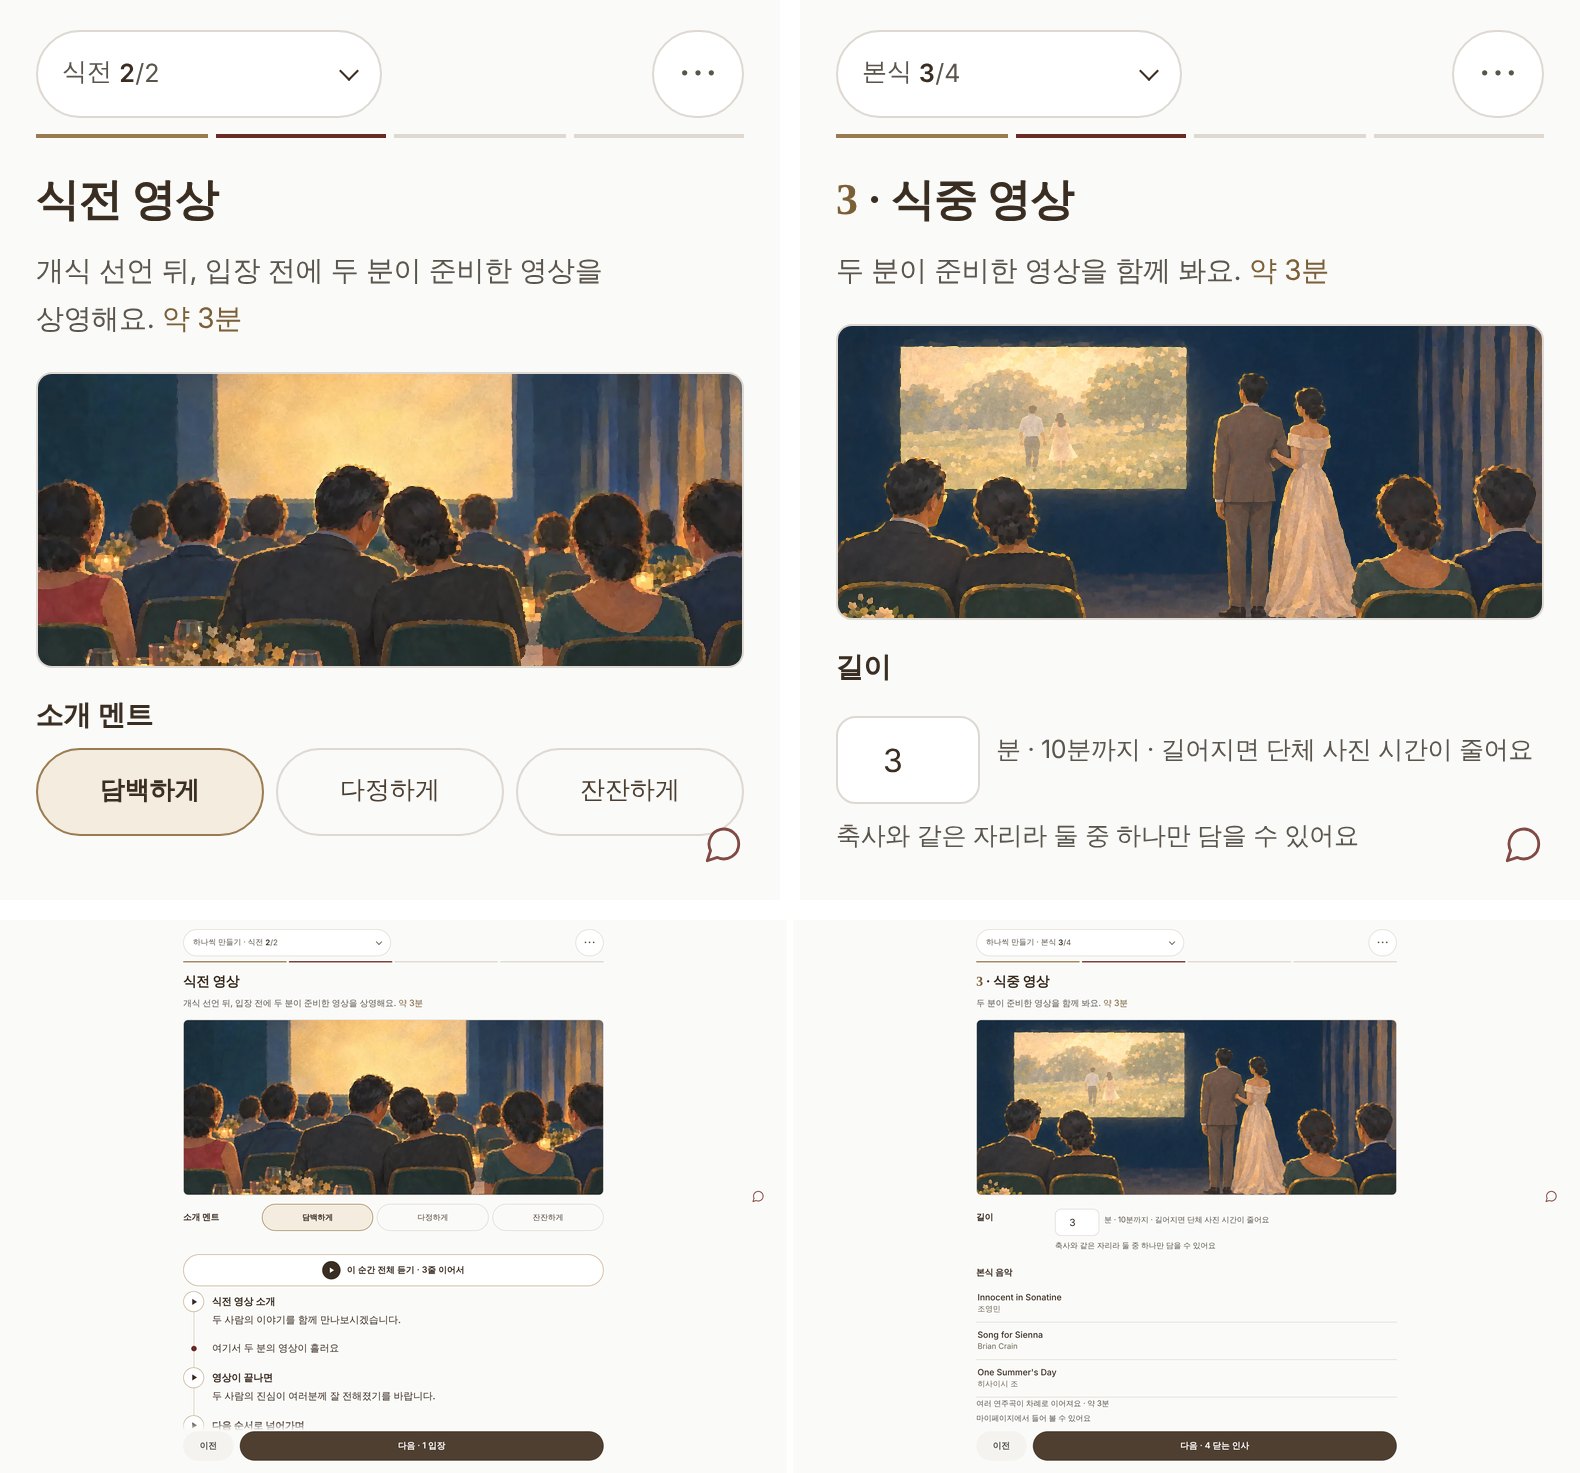 식전 2/2
식전 영상
개식 선언 뒤, 입장 전에 두 분이 준비한 영상을
상영해요. 약 3분
소개 멘트
담백하게
다정하게
잔잔하게
본식 3/4
3 · 식중 영상
두 분이 준비한 영상을 함께 봐요. 약 3분
길이
3 분 · 10분까지 · 길어지면 단체 사진 시간이 줄어요
축사와 같은 자리라 둘 중 하나만 담을 수 있어요
하나씩 만들기 · 식전 2/2
식전 영상
개식 선언 뒤, 입장 전에 두 분이 준비한 영상을 상영해요. 약 3분
소개 멘트
담백하게
다정하게
잔잔하게
이 순간 전체 듣기 · 3줄 이어서
식전 영상 소개
두 사람의 이야기를 함께 만나보시겠습니다.
여기서 두 분의 영상이 흘러요
영상이 끝나면
두 사람의 진심이 여러분께 잘 전해졌기를 바랍니다.
다음 순서로 넘어가며
이전
다음 · 1 입장
하나씩 만들기 · 본식 3/4
3 · 식중 영상
두 분이 준비한 영상을 함께 봐요. 약 3분
길이
3 분 · 10분까지 · 길어지면 단체 사진 시간이 줄어요
축사와 같은 자리라 둘 중 하나만 담을 수 있어요
본식 음악
Innocent in Sonatine
조영민
Song for Sienna
Brian Crain
One Summer's Day
히사이시 조
여러 연주곡이 차례로 이어져요 · 약 3분
마이페이지에서 들어 볼 수 있어요
이전
다음 · 4 닫는 인사